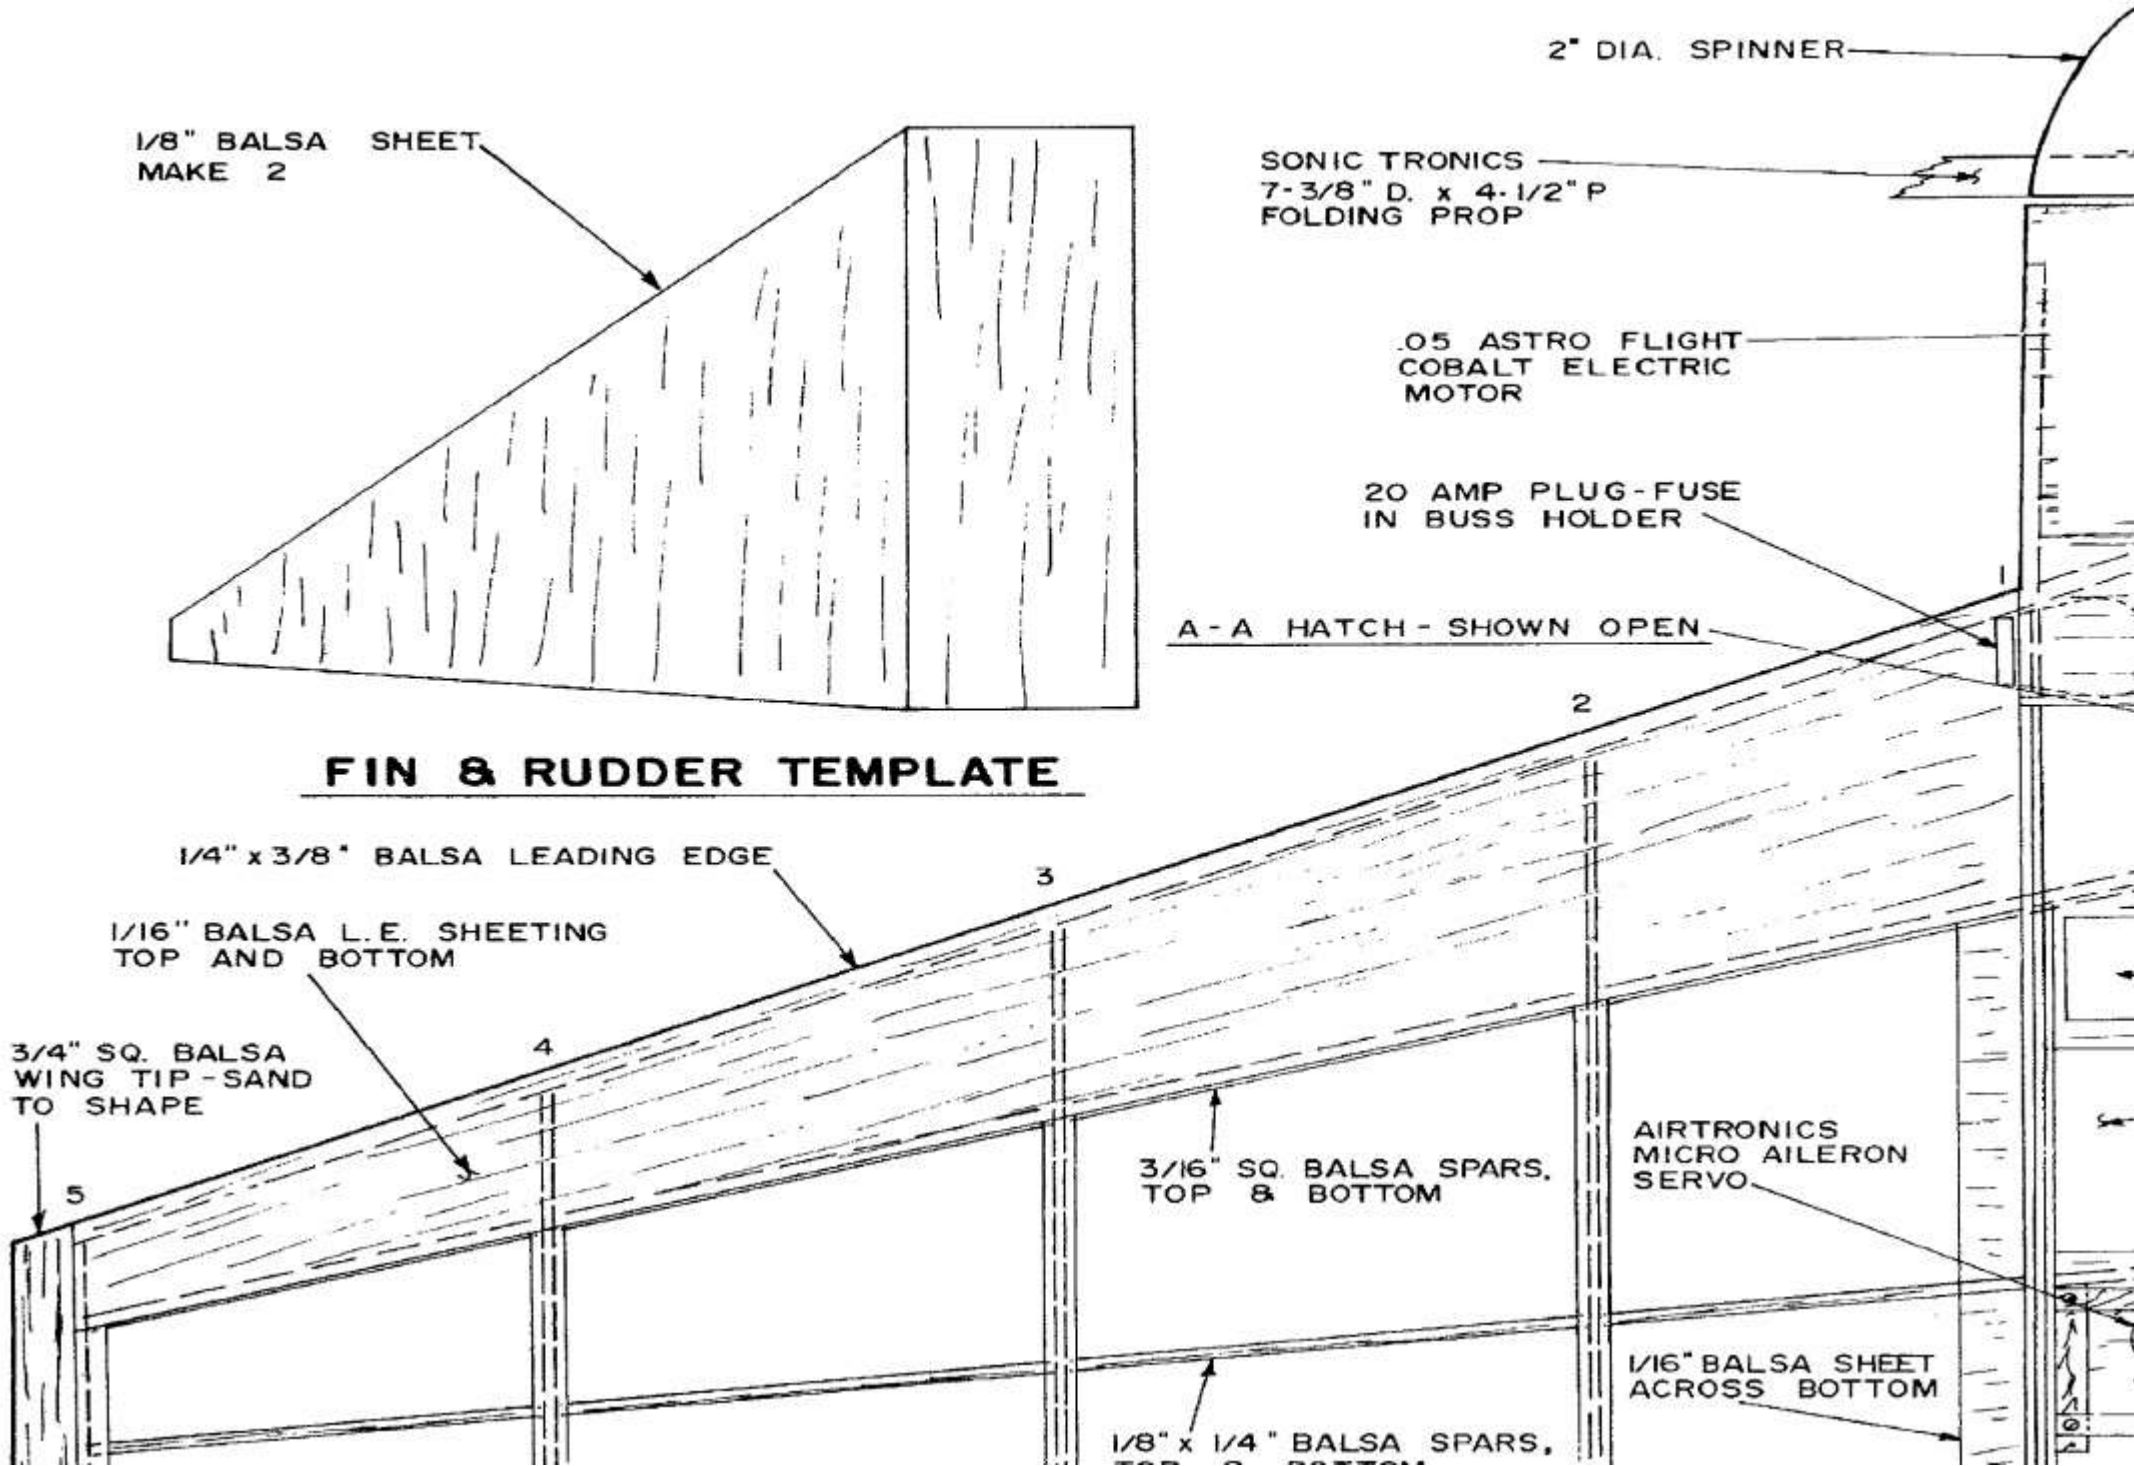 2" DIA. SPINNER
1/8" BALSA SHEET
MAKE 2
SONIC TRONICS
7-3/8" D. x 4-1/2" P
FOLDING PROP
.05 ASTRO FLIGHT
COBALT ELECTRIC
MOTOR
20 AMP PLUG-FUSE
IN BUSS HOLDER
1
A-A HATCH-SHOWN OPEN
2
FIN & RUDDER TEMPLATE
1/4" x 3/8" BALSA LEADING EDGE
3
1/16" BALSA L.E. SHEETING
TOP AND BOTTOM
3/4" SQ. BALSA
WING TIP-SAND
TO SHAPE
4
5
3/16" SQ. BALSA SPARS,
TOP & BOTTOM
AIRTRONICS
MICRO AILERON
SERVO
1/16" BALSA SHEET
ACROSS BOTTOM
1/8" x 1/4" BALSA SPARS,
TOP & BOTTOM